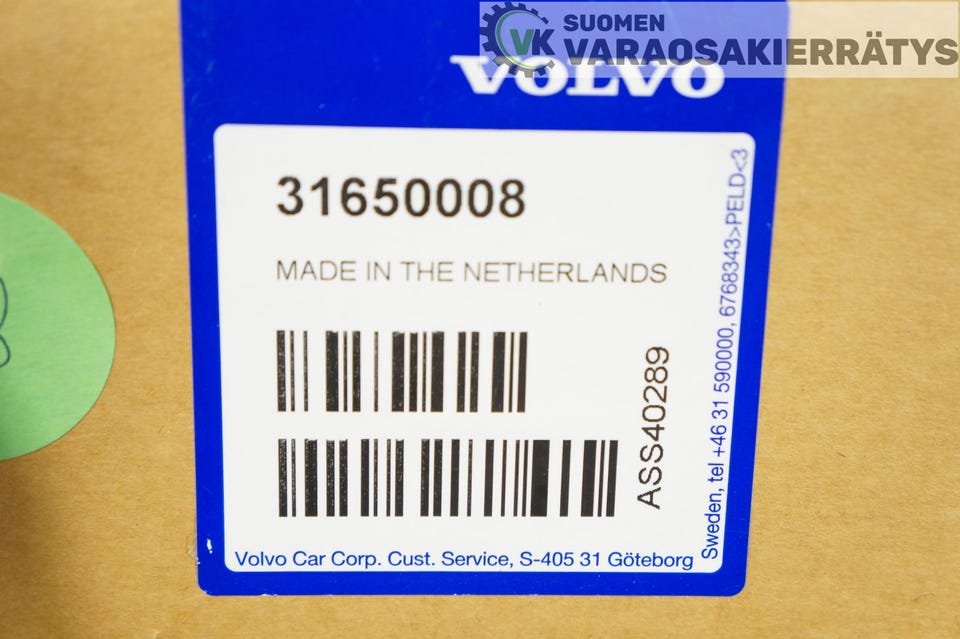 VK SUOMEN
VARAOSAKIERRÄTYS
VOLVO
31650008
MADE IN THE NETHERLANDS
ASS40289
Volvo Car Corp. Cust. Service, S-405 31 Göteborg
Sweden, tel +46 31 590000, 6768343>PELD<3